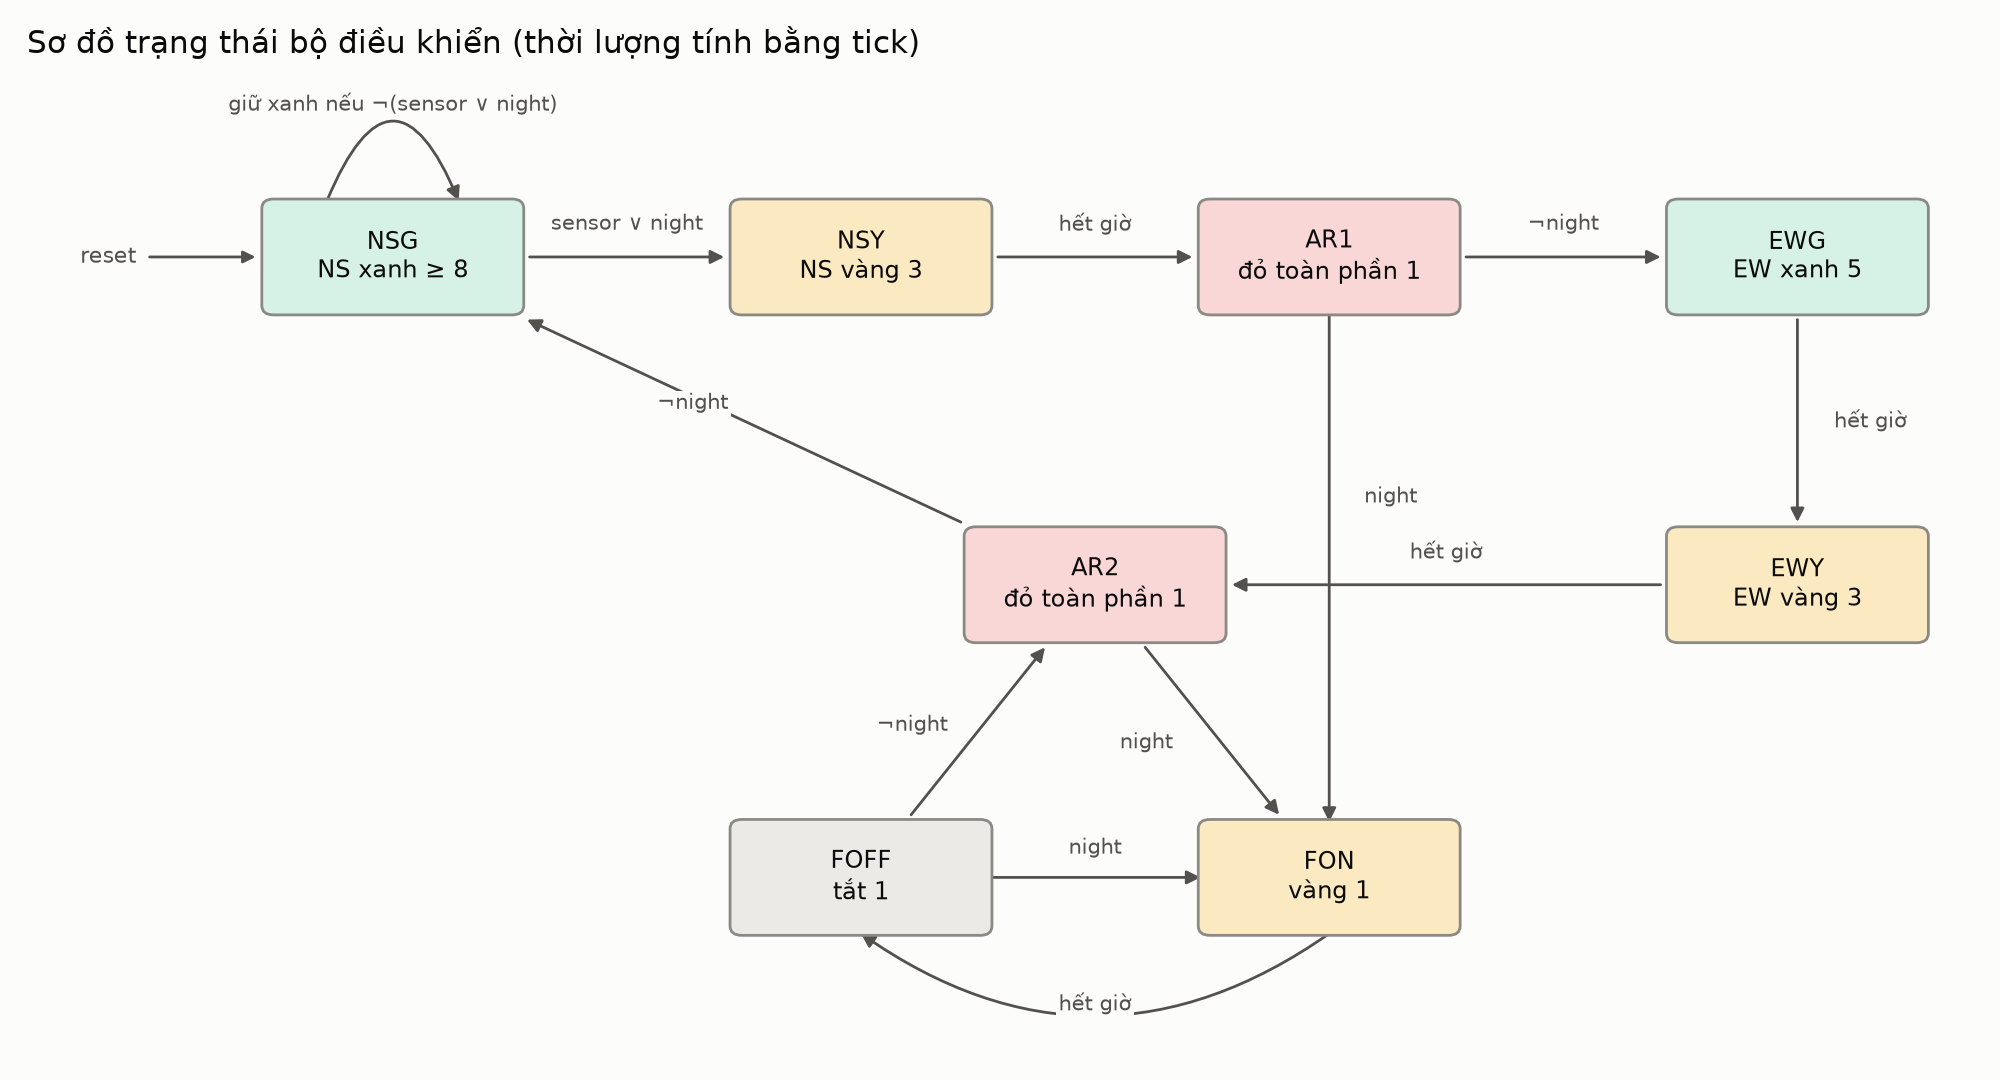 Sơ đồ trạng thái bộ điều khiển (thời lượng tính bằng tick)
giữ xanh nếu ¬(sensor ∨ night)
reset
NSG
NS xanh ≥ 8
sensor ∨ night
NSY
NS vàng 3
hết giờ
AR1
đỏ toàn phần 1
¬night
EWG
EW xanh 5
¬night
hết giờ
night
hết giờ
AR2
đỏ toàn phần 1
EWY
EW vàng 3
¬night
night
night
FOFF
tắt 1
FON
vàng 1
hết giờ